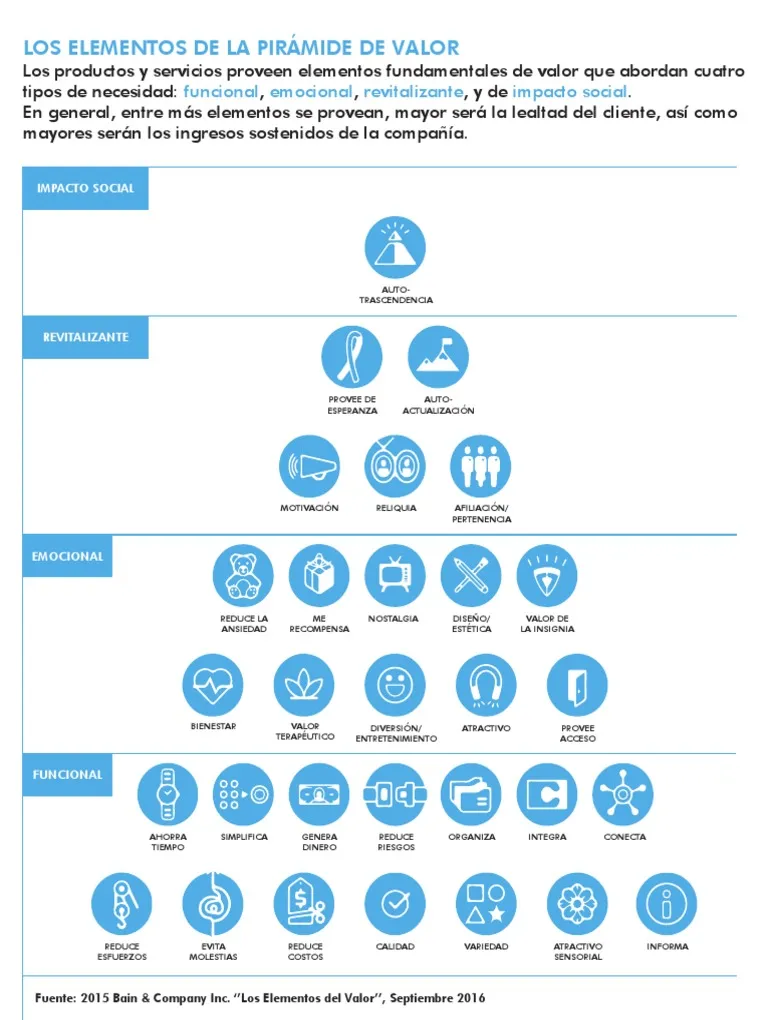 LOS ELEMENTOS DE LA PIRÁMIDE DE VALOR
Los productos y servicios proveen elementos fundamentales de valor que abordan cuatro
tipos de necesidad: funcional, emocional, revitalizante, y de impacto social.
En general, entre más elementos se provean, mayor será la lealtad del cliente, así como
mayores serán los ingresos sostenidos de la compañía.
IMPACTO SOCIAL
AUTO-
TRASCENDENCIA
REVITALIZANTE
PROVEE DE
ESPERANZA
AUTO-
ACTUALIZACIÓN
MOTIVACIÓN
RELIQUIA
AFILIACIÓN/
PERTENENCIA
EMOCIONAL
REDUCE LA
ANSIEDAD
ME
RECOMPENSA
NOSTALGIA
DISEÑO/
ESTÉTICA
VALOR DE
LA INSIGNIA
BIENESTAR
VALOR
TERAPÉUTICO
DIVERSIÓN/
ENTRETENIMIENTO
ATRACTIVO
PROVEE
ACCESO
FUNCIONAL
AHORRA
TIEMPO
SIMPLIFICA
GENERA
DINERO
REDUCE
RIESGOS
ORGANIZA
INTEGRA
CONECTA
REDUCE
ESFUERZOS
EVITA
MOLESTIAS
$
REDUCE
COSTOS
CALIDAD
VARIEDAD
ATRACTIVO
SENSORIAL
INFORMA
Fuente: 2015 Bain & Company Inc. ‘’Los Elementos del Valor’’, Septiembre 2016